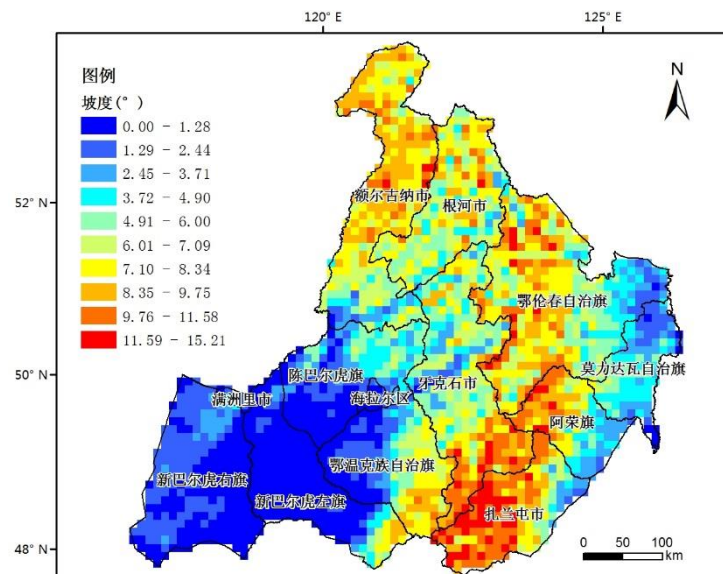 120° E
125° E
图例
坡度(°)
0.00 - 1.28
1.29 - 2.44
2.45 - 3.71
3.72 - 4.90
4.91 - 6.00
6.01 - 7.09
7.10 - 8.34
8.35 - 9.75
9.76 - 11.58
11.59 - 15.21
N
52° N
50° N
48° N
额尔古纳市
根河市
鄂伦春自治旗
莫力达瓦自治旗
陈巴尔虎旗
牙克石市
满洲里市
海拉尔区
阿荣旗
鄂温克族自治旗
新巴尔虎右旗
新巴尔虎左旗
扎兰屯市
0 50 100
km